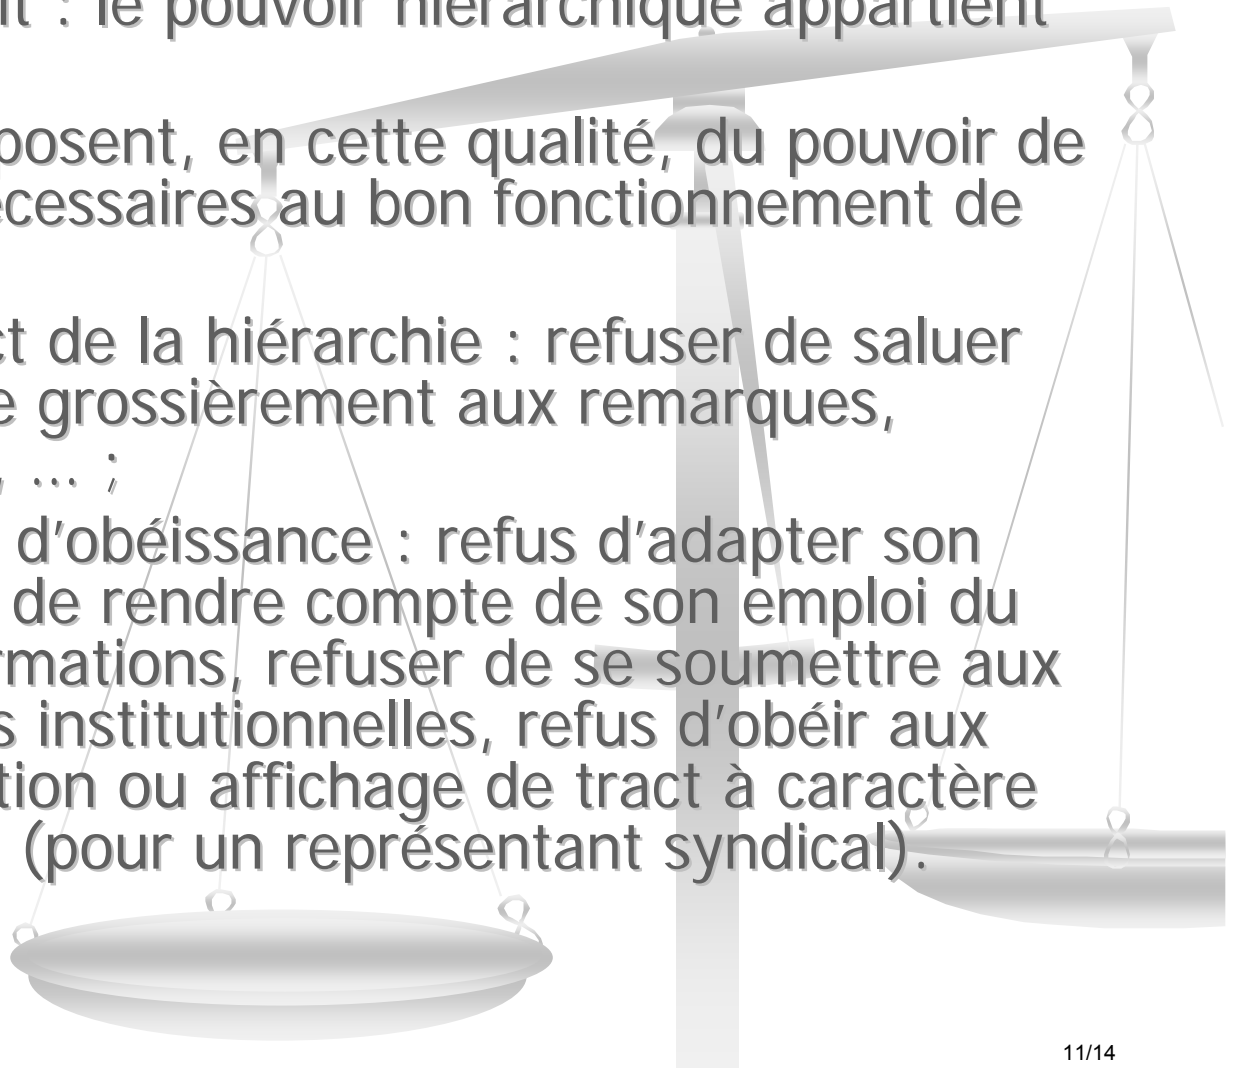 it : le pouvoir hiérarchique appartient
posent, en cette qualité, du pouvoir de
écessaires au bon fonctionnement de
ct de la hiérarchie : refuser de saluer
e grossièrement aux remarques,
, … ;
d’obéissance : refus d’adapter son
de rendre compte de son emploi du
rmations, refuser de se soumettre aux
s institutionnelles, refus d’obéir aux
tion ou affichage de tract à caractère
(pour un représentant syndical).
11/14